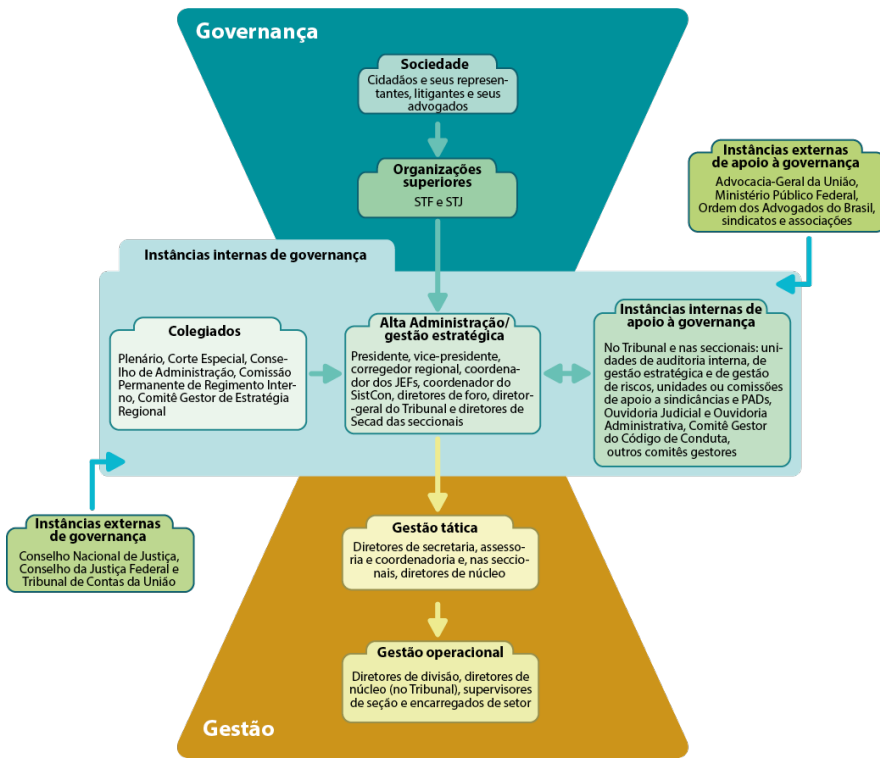 Governança
Sociedade
Cidadãos e seus represen-
tantes, litigantes e seus
advogados
Organizações
superiores
STF e STJ
Instâncias externas
de apoio à governança
Advocacia-Geral da União,
Ministério Público Federal,
Ordem dos Advogados do Brasil,
sindicatos e associações
Instâncias internas de governança
Colegiados
Plenário, Corte Especial, Conse-
lho de Administração, Comissão
Permanente de Regimento Inter-
no, Comitê Gestor de Estratégia
Regional
Alta Administração/
gestão estratégica
Presidente, vice-presidente,
corregedor regional, coordena-
dor dos JEFs, coordenador do
SistCon, diretores de foro, diretor-
-geral do Tribunal e diretores de
Secad das seccionais
Instâncias internas de
apoio à governança
No Tribunal e nas seccionais: uni-
dades de auditoria interna, de
gestão estratégica e de gestão
de riscos, unidades ou comissões
de apoio a sindicâncias e PADs,
Ouvidoria Judicial e Ouvidoria
Administrativa, Comitê Gestor
do Código de Conduta,
outros comitês gestores
Instâncias externas
de governança
Conselho Nacional de Justiça,
Conselho da Justiça Federal e
Tribunal de Contas da União
Gestão tática
Diretores de secretaria, assesso-
ria e coordenadoria e, nas seccio-
nais, diretores de núcleo
Gestão operacional
Diretores de divisão, diretores de
núcleo (no Tribunal), supervisores
de seção e encarregados de setor
Gestão